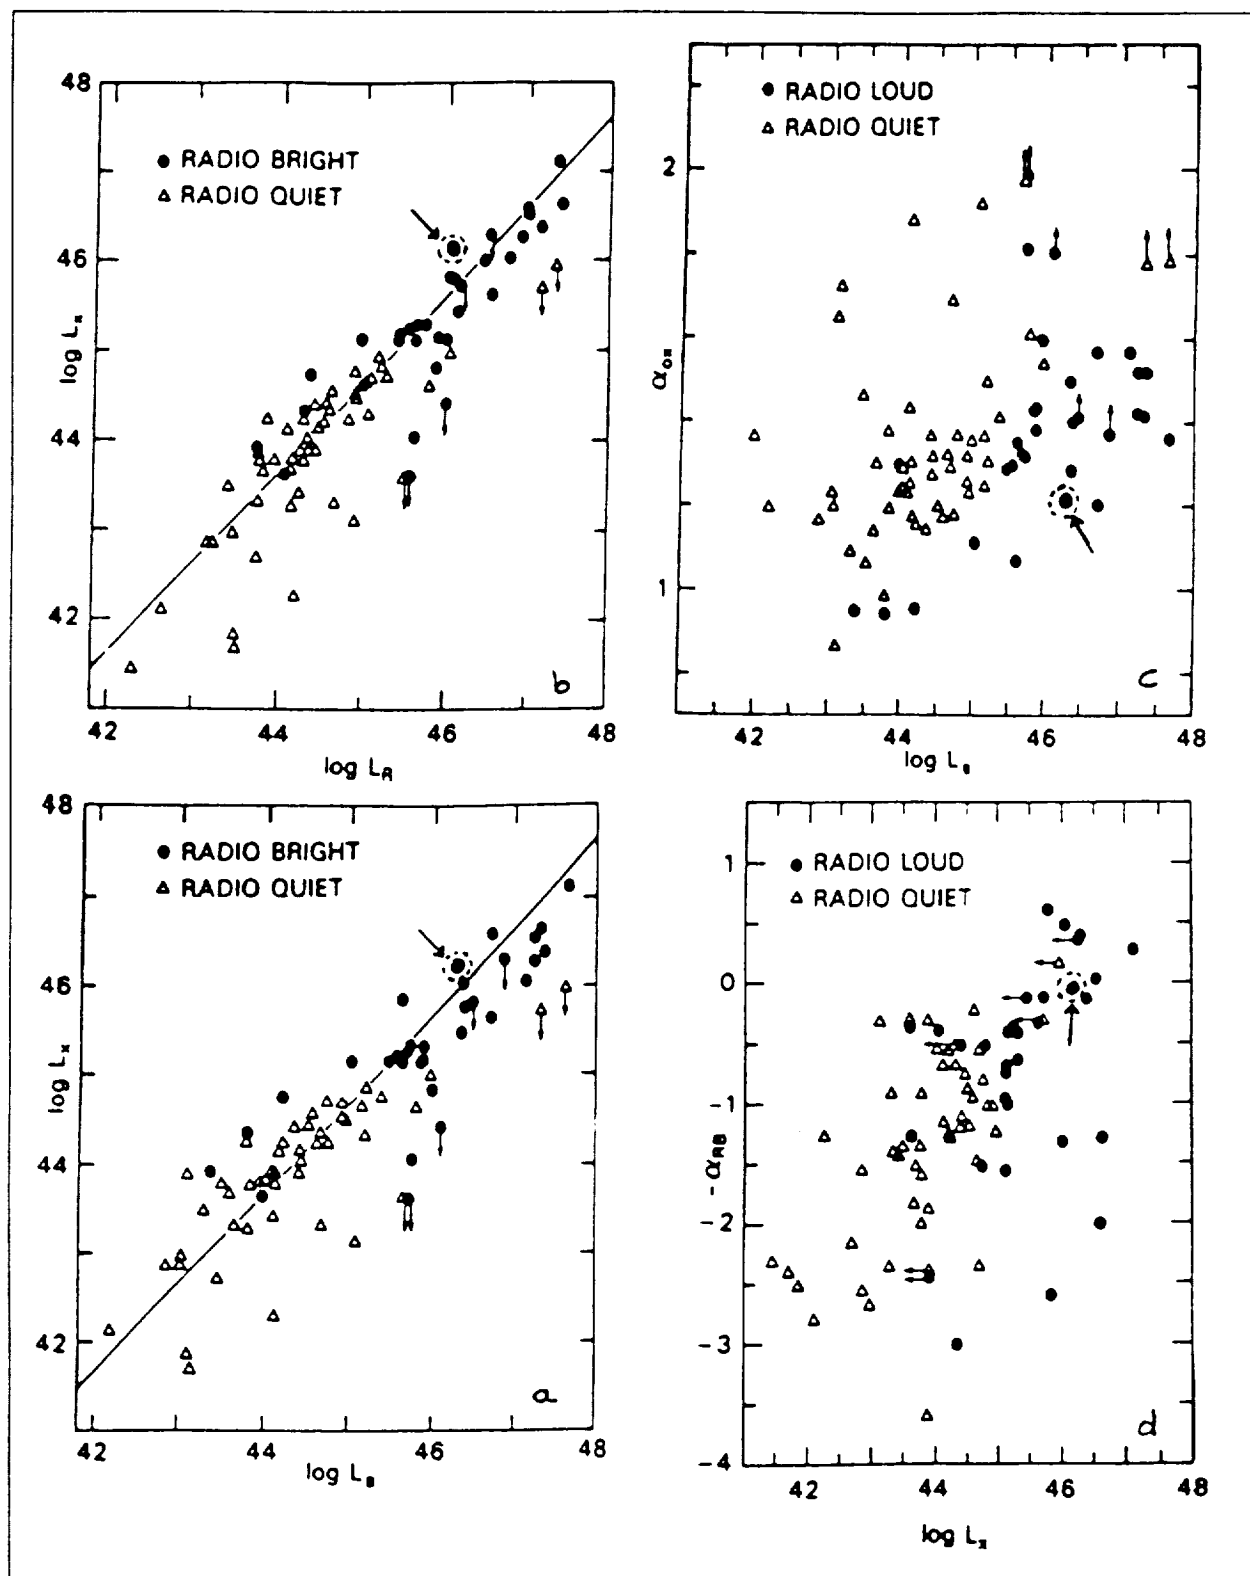 48
● RADIO BRIGHT
△ RADIO QUIET
46
log Lx
44
42
b
42 44 46 48
log LR
● RADIO LOUD
△ RADIO QUIET
2
αox
1
c
42 44 46 48
log LB
48
● RADIO BRIGHT
△ RADIO QUIET
46
log Lx
44
42
a
42 44 46 48
log LB
● RADIO LOUD
△ RADIO QUIET
1
0
-1
-αRB
-2
-3
-4
d
42 44 46 48
log Lx